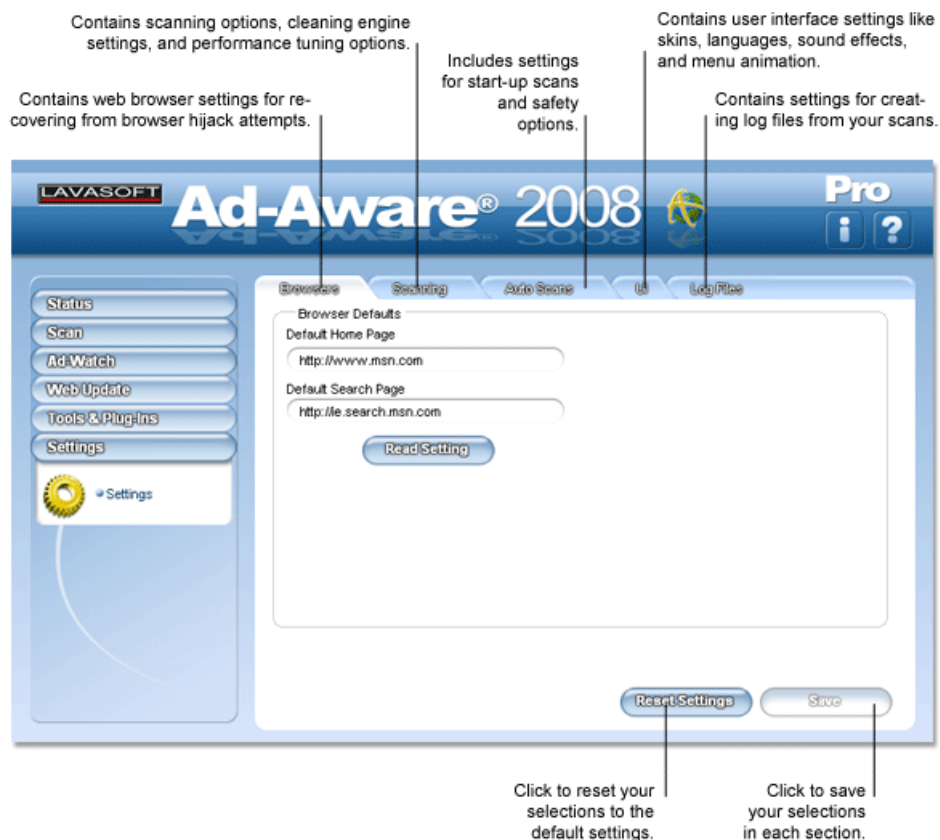 Contains scanning options, cleaning engine
settings, and performance tuning options.
Contains user interface settings like
skins, languages, sound effects,
and menu animation.
Includes settings
for start-up scans
and safety
options.
Contains web browser settings for re-
covering from browser hijack attempts.
Contains settings for creat-
ing log files from your scans.
LAVASOFT
Ad-Aware® 2008
Pro
i ?
Browsers
Scanning
Auto Scans
UI
Log Files
Status
Scan
Ad-Watch
Web Update
Tools & Plug-Ins
Settings
Settings
Browser Defaults
Default Home Page
http://www.msn.com
Default Search Page
http://ie.search.msn.com
Read Setting
Reset Settings
Save
Click to reset your
selections to the
default settings.
Click to save
your selections
in each section.